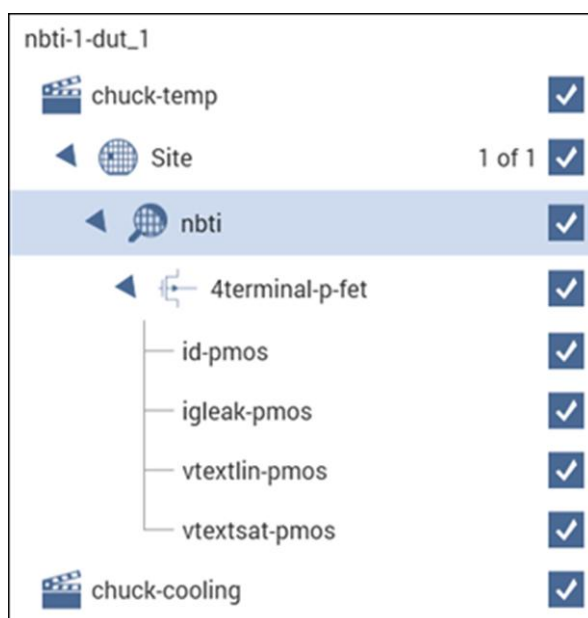 nbti-1-dut_1
chuck-temp
Site 1 of 1
nbti
4terminal-p-fet
id-pmos
igleak-pmos
vtextlin-pmos
vtextsat-pmos
chuck-cooling